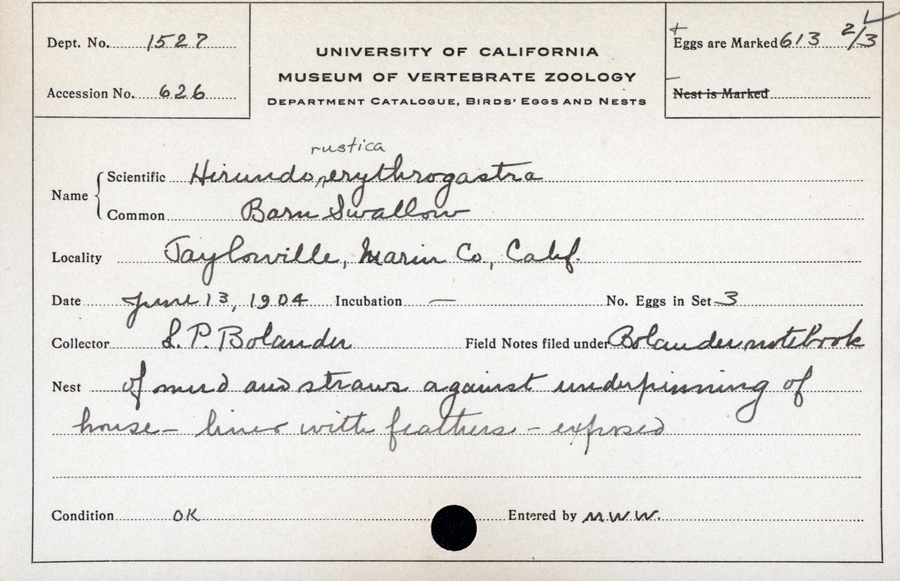 Dept. No. 1527
Accession No. 626
UNIVERSITY OF CALIFORNIA
MUSEUM OF VERTEBRATE ZOOLOGY
DEPARTMENT CATALOGUE, BIRDS' EGGS AND NESTS
+
Eggs are Marked 613 2/3
Nest is Marked
rustica
Name
Scientific Hirundo erythrogastra
Common Barn Swallow
Locality Taylorville, Marin Co., Calif.
Date June 13, 1904 Incubation — No. Eggs in Set 3
Collector L. P. Bolander Field Notes filed under Bolander notebook
Nest of mud and straws against underpinning of
house – lined with feathers – exposed
Condition OK Entered by M.W.W.